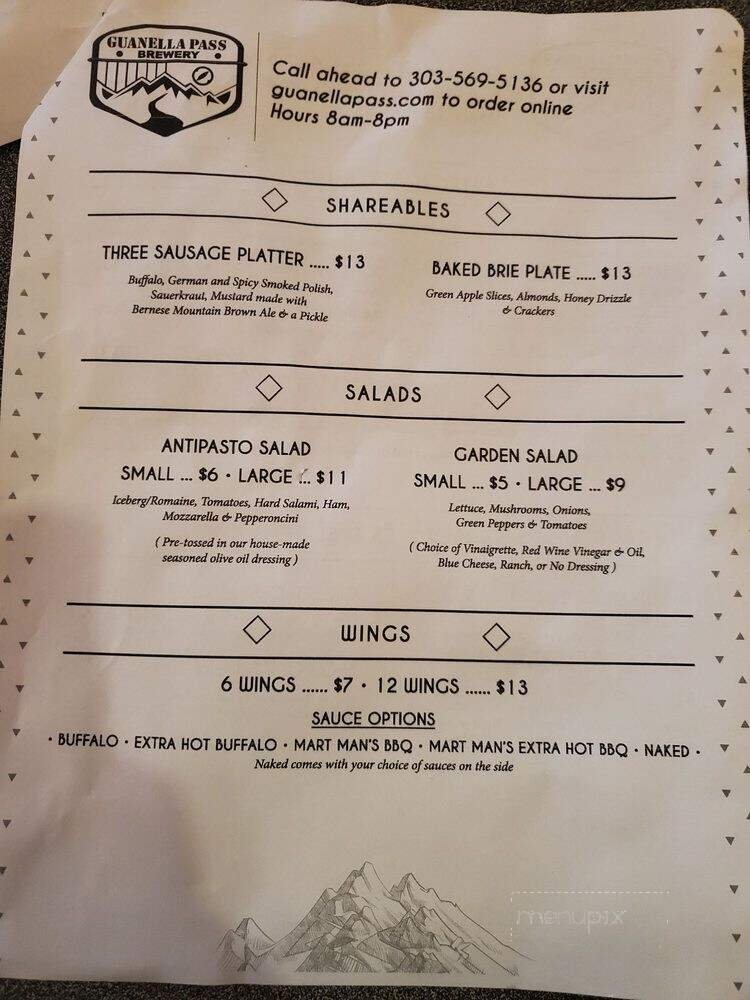 GUANELLA PASS
• BREWERY •
Call ahead to 303-569-5136 or visit
guanellapass.com to order online
Hours 8am-8pm
SHAREABLES
THREE SAUSAGE PLATTER ..... $13
Buffalo, German and Spicy Smoked Polish,
Sauerkraut, Mustard made with
Bernese Mountain Brown Ale & a Pickle
BAKED BRIE PLATE ..... $13
Green Apple Slices, Almonds, Honey Drizzle
& Crackers
SALADS
ANTIPASTO SALAD
SMALL ... $6 • LARGE ... $11
Iceberg/Romaine, Tomatoes, Hard Salami, Ham,
Mozzarella & Pepperoncini
( Pre-tossed in our house-made
seasoned olive oil dressing )
GARDEN SALAD
SMALL ... $5 • LARGE ... $9
Lettuce, Mushrooms, Onions,
Green Peppers & Tomatoes
( Choice of Vinaigrette, Red Wine Vinegar & Oil,
Blue Cheese, Ranch, or No Dressing )
WINGS
6 WINGS ...... $7 • 12 WINGS ...... $13
SAUCE OPTIONS
• BUFFALO • EXTRA HOT BUFFALO • MART MAN'S BBQ • MART MAN'S EXTRA HOT BBQ • NAKED •
Naked comes with your choice of sauces on the side
menupix